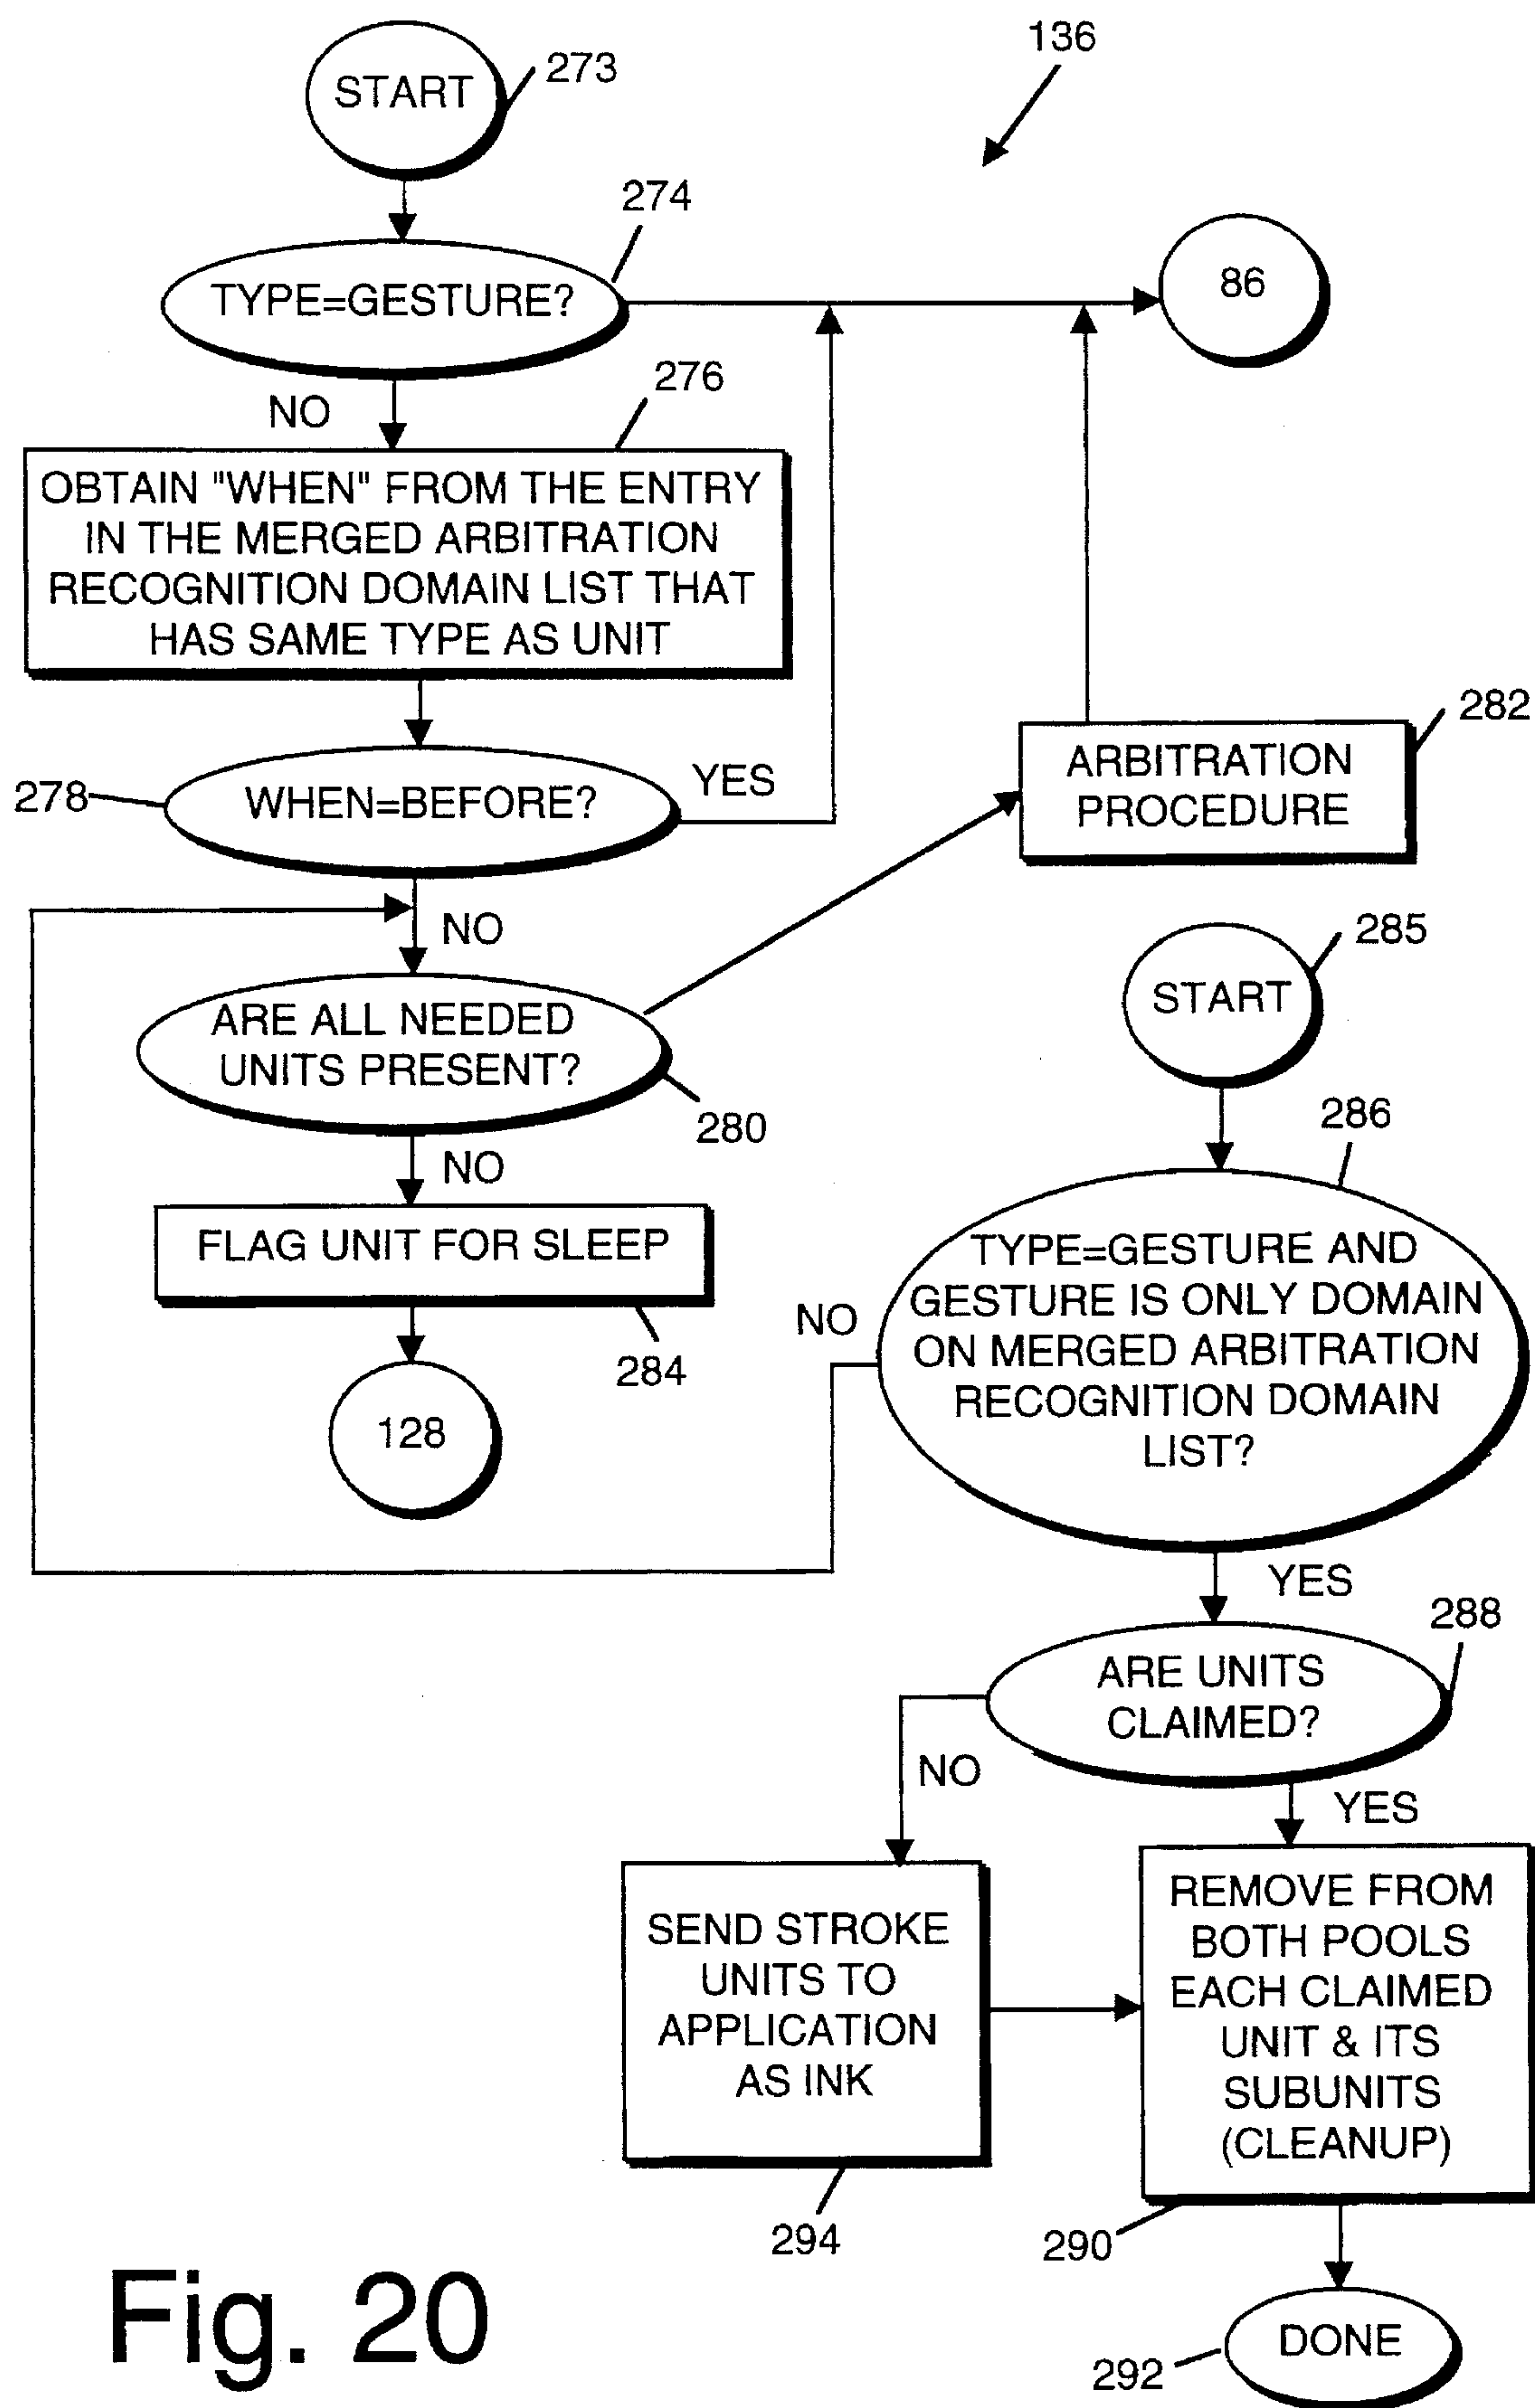 136
START
273
274
TYPE=GESTURE?
86
NO
276
OBTAIN "WHEN" FROM THE ENTRY
IN THE MERGED ARBITRATION
RECOGNITION DOMAIN LIST THAT
HAS SAME TYPE AS UNIT
278
WHEN=BEFORE?
YES
282
ARBITRATION
PROCEDURE
NO
ARE ALL NEEDED
UNITS PRESENT?
280
NO
FLAG UNIT FOR SLEEP
284
128
285
START
286
TYPE=GESTURE AND
GESTURE IS ONLY DOMAIN
ON MERGED ARBITRATION
RECOGNITION DOMAIN
LIST?
NO
YES
288
ARE UNITS
CLAIMED?
NO
YES
SEND STROKE
UNITS TO
APPLICATION
AS INK
294
REMOVE FROM
BOTH POOLS
EACH CLAIMED
UNIT & ITS
SUBUNITS
(CLEANUP)
290
DONE
292
Fig. 20